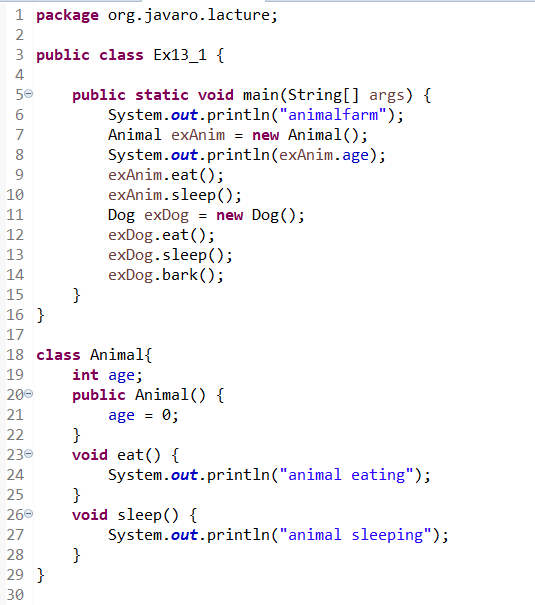 1 package org.javaro.lacture;
2
3 public class Ex13_1 {
4
5 public static void main(String[] args) {
6 System.out.println("animalfarm");
7 Animal exAnim = new Animal();
8 System.out.println(exAnim.age);
9 exAnim.eat();
10 exAnim.sleep();
11 Dog exDog = new Dog();
12 exDog.eat();
13 exDog.sleep();
14 exDog.bark();
15 }
16 }
17
18 class Animal{
19 int age;
20 public Animal() {
21 age = 0;
22 }
23 void eat() {
24 System.out.println("animal eating");
25 }
26 void sleep() {
27 System.out.println("animal sleeping");
28 }
29 }
30